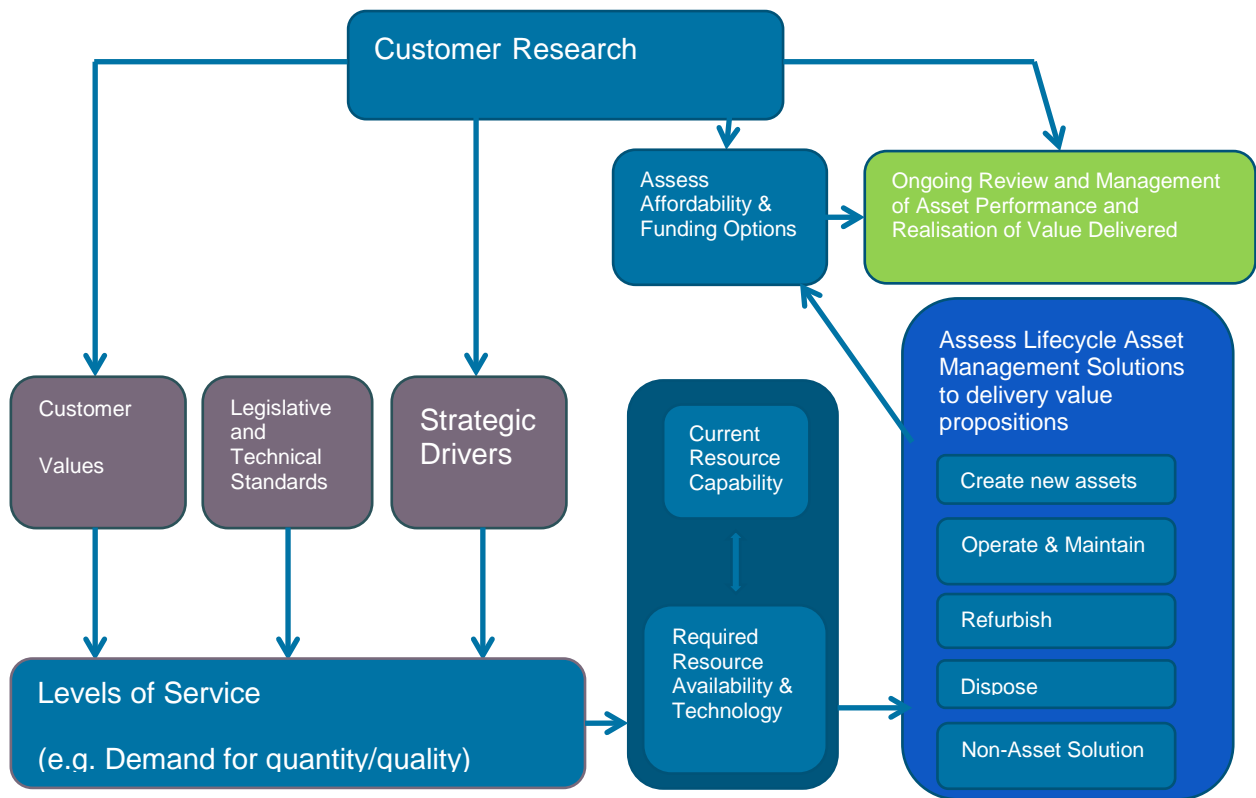 Customer Research
Assess
Affordability &
Funding Options
Ongoing Review and Management
of Asset Performance and
Realisation of Value Delivered
Customer
Values
Legislative
and
Technical
Standards
Strategic
Drivers
Levels of Service
(e.g. Demand for quantity/quality)
Current
Resource
Capability
Required
Resource
Availability &
Technology
Assess Lifecycle Asset
Management Solutions
to delivery value
propositions
Create new assets
Operate & Maintain
Refurbish
Dispose
Non-Asset Solution